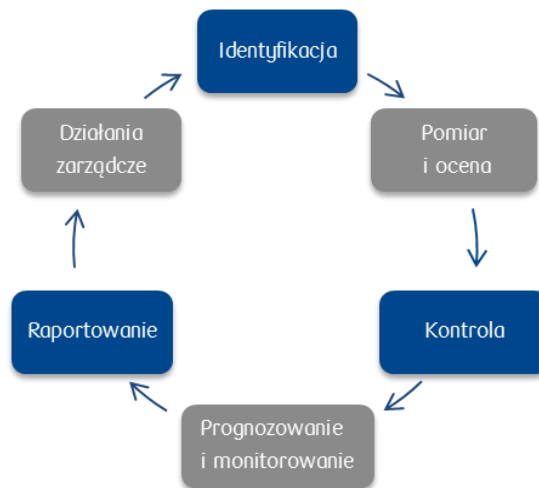 Identyfikacja
Pomiar
i ocena
Kontrola
Prognozowanie
i monitorowanie
Raportowanie
Działania
zarządcze